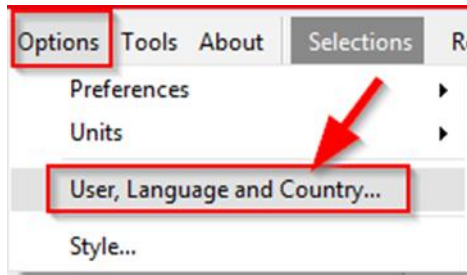 Options Tools About Selections R
Preferences
Units
User, Language and Country...
Style...